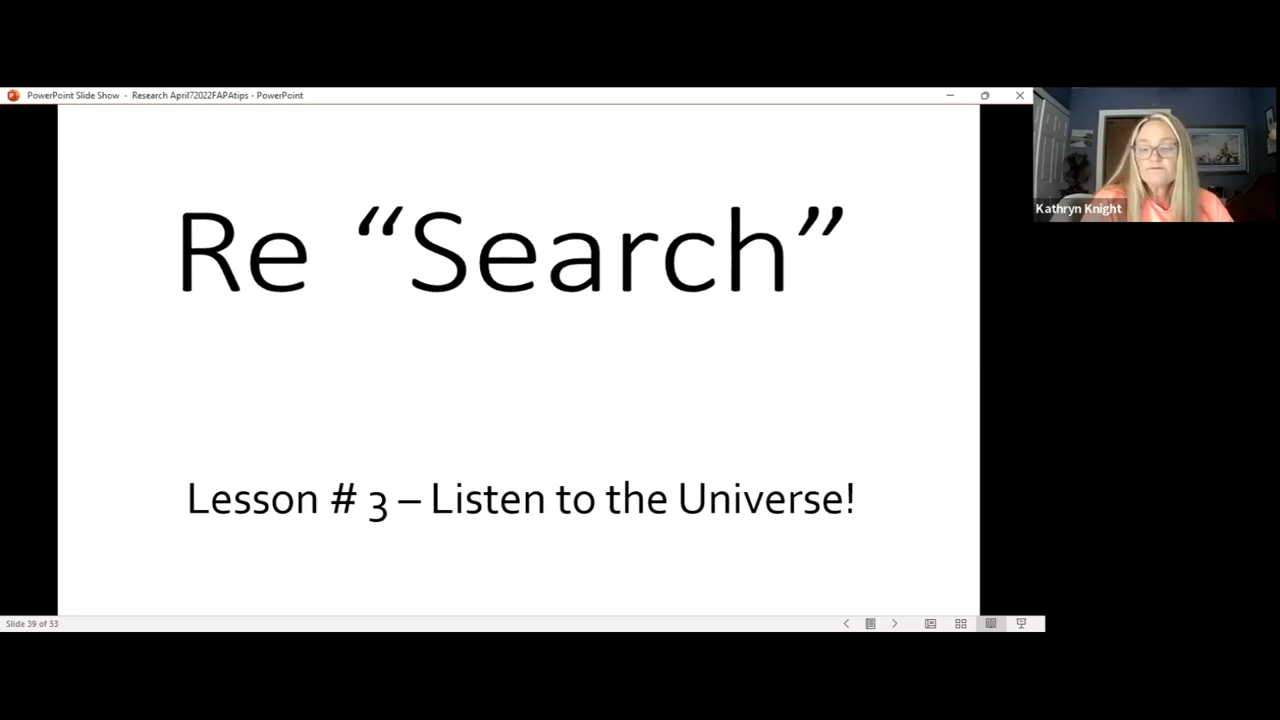 PowerPoint Slide Show - Research April72022FAPAtips - PowerPoint
Re “Search”
Kathryn Knight
Lesson # 3 – Listen to the Universe!
Slide 39 of 53